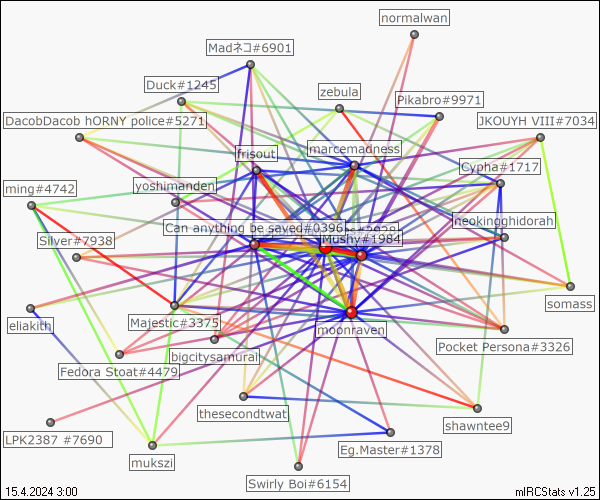 normalwan
Madネコ#6901
Duck#1245
zebula
Pikabro#9971
DacobDacob hORNY police#5271
JKOUYH VIII#7034
marcemadness
frisout
Cypha#1717
ming#4742
yoshimanden
neokingghidorah
Can anything be saved#0396
Mushy#1984
Silver#7938
somass
eliakith
Majestic#3375
moonraven
bigcitysamurai
Pocket Persona#3326
Fedora Stoat#4479
thesecondtwat
shawntee9
LPK2387 #7690
Eg.Master#1378
mukszi
Swirly Boi#6154
15.4.2024 3:00
mIRCStats v1.25